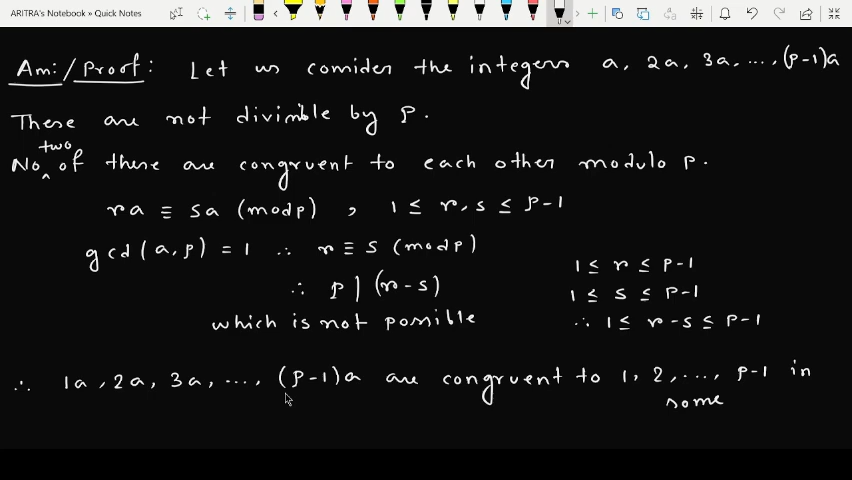 ARITRA's Notebook » Quick Notes
Ans: / Proof: Let us consider the integers a, 2a, 3a, ..., (p-1)a
These are not divisible by p.
No two of these are congruent to each other modulo p.
ra ≡ sa (mod p) , 1 ≤ r, s ≤ p-1
gcd(a, p) = 1 ∴ r ≡ s (mod p)
∴ p | (r-s)
which is not possible
1 ≤ r ≤ p-1
1 ≤ s ≤ p-1
∴ 1 ≤ r-s ≤ p-1
∴ 1a, 2a, 3a, ..., (p-1)a are congruent to 1, 2, ..., p-1 in
some